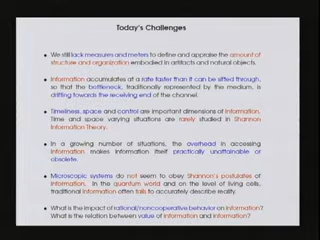 Today's Challenges
• We still lack measures and meters to define and appraise the amount of
structure and organization embodied in artifacts and natural objects.
• Information accumulates at a rate faster than it can be sifted through,
so that the bottleneck, traditionally represented by the medium, is
drifting towards the receiving end of the channel.
• Timeliness, space and control are important dimensions of Information.
Time and space varying situations are rarely studied in Shannon
Information Theory.
• In a growing number of situations, the overhead in accessing
Information makes information itself practically unattainable or
obsolete.
• Microscopic systems do not seem to obey Shannon's postulates of
Information. In the quantum world and on the level of living cells,
traditional Information often fails to accurately describe reality.
• What is the impact of rational/noncooperative behavior on information?
What is the relation between value of information and information?